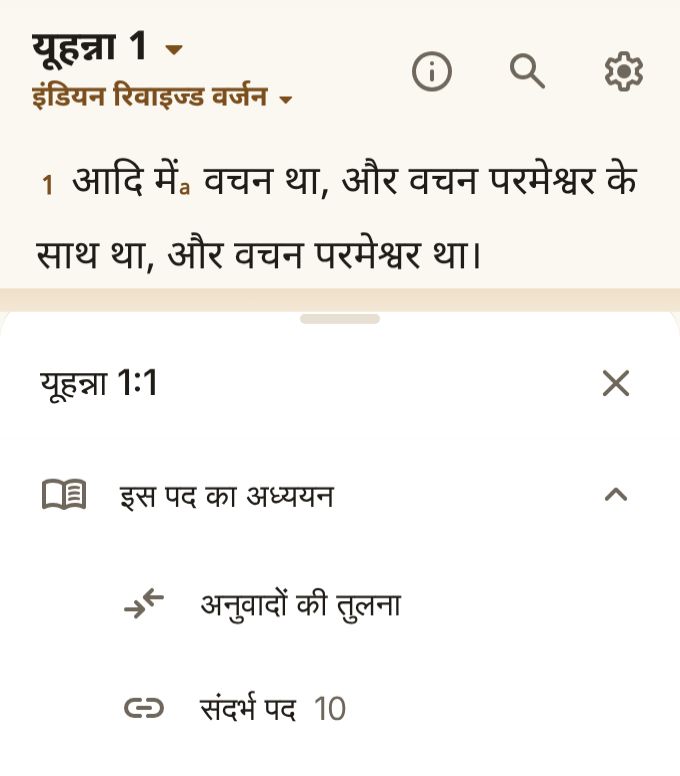 यूहन्ना 1
इंडियन रिवाइज्ड वर्जन
1 आदि मेंa वचन था, और वचन परमेश्वर के
साथ था, और वचन परमेश्वर था।
यूहन्ना 1:1
इस पद का अध्ययन
अनुवादों की तुलना
संदर्भ पद 10